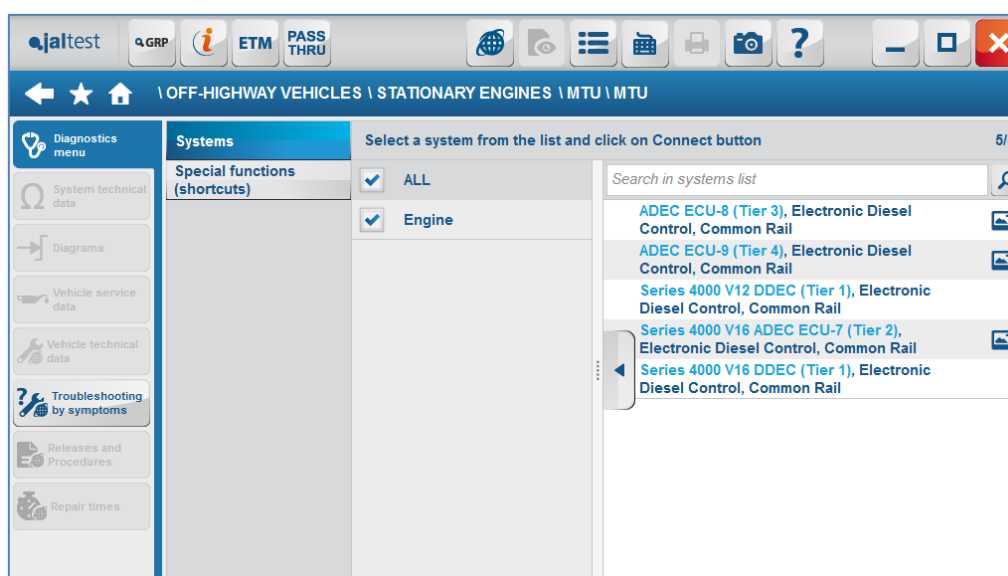 jaltest
GRP
i
ETM
PASS
THRU
?
\ OFF-HIGHWAY VEHICLES \ STATIONARY ENGINES \ MTU \ MTU
Diagnostics
menu
System technical
data
Diagrams
Vehicle service
data
Vehicle technical
data
Troubleshooting
by symptoms
Releases and
Procedures
Repair times
Systems
Special functions
(shortcuts)
Select a system from the list and click on Connect button
5/
ALL
Engine
Search in systems list
ADEC ECU-8 (Tier 3), Electronic Diesel
Control, Common Rail
ADEC ECU-9 (Tier 4), Electronic Diesel
Control, Common Rail
Series 4000 V12 DDEC (Tier 1), Electronic
Diesel Control, Common Rail
Series 4000 V16 ADEC ECU-7 (Tier 2),
Electronic Diesel Control, Common Rail
Series 4000 V16 DDEC (Tier 1), Electronic
Diesel Control, Common Rail